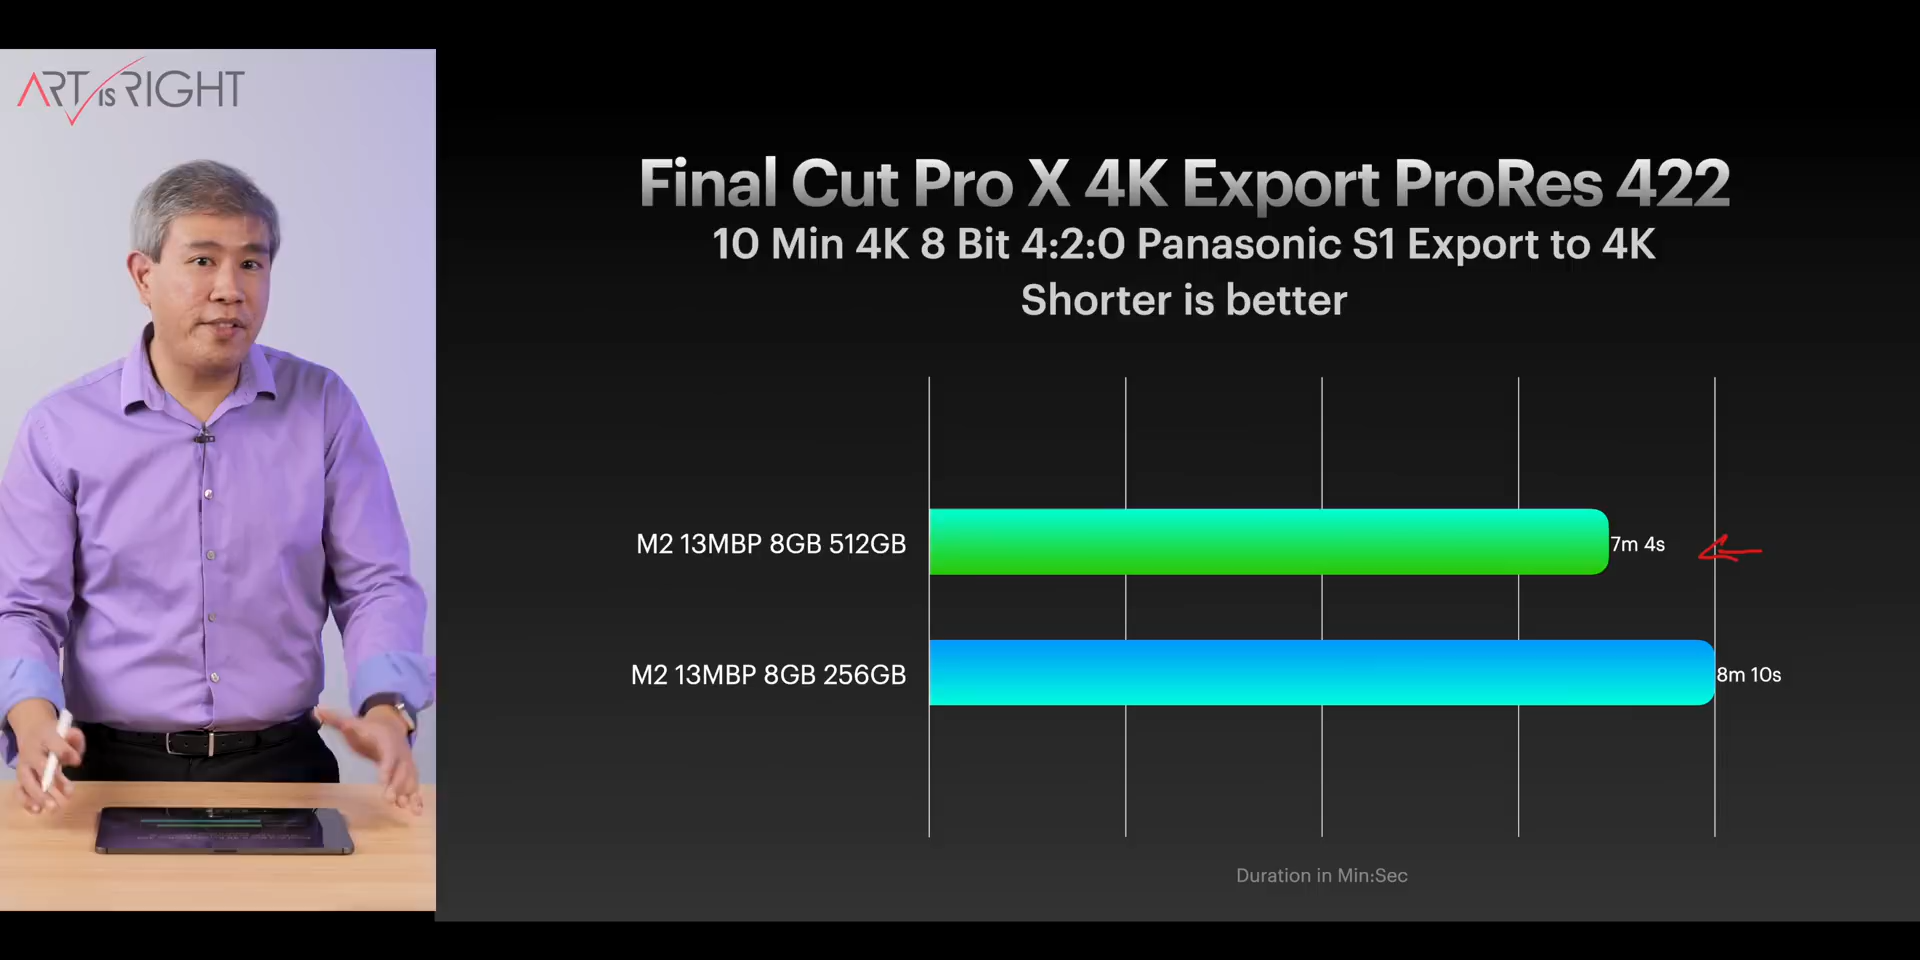 ART IS RIGHT
Final Cut Pro X 4K Export ProRes 422
10 Min 4K 8 Bit 4:2:0 Panasonic S1 Export to 4K
Shorter is better
M2 13MBP 8GB 512GB
7m 4s
M2 13MBP 8GB 256GB
8m 10s
Duration in Min:Sec